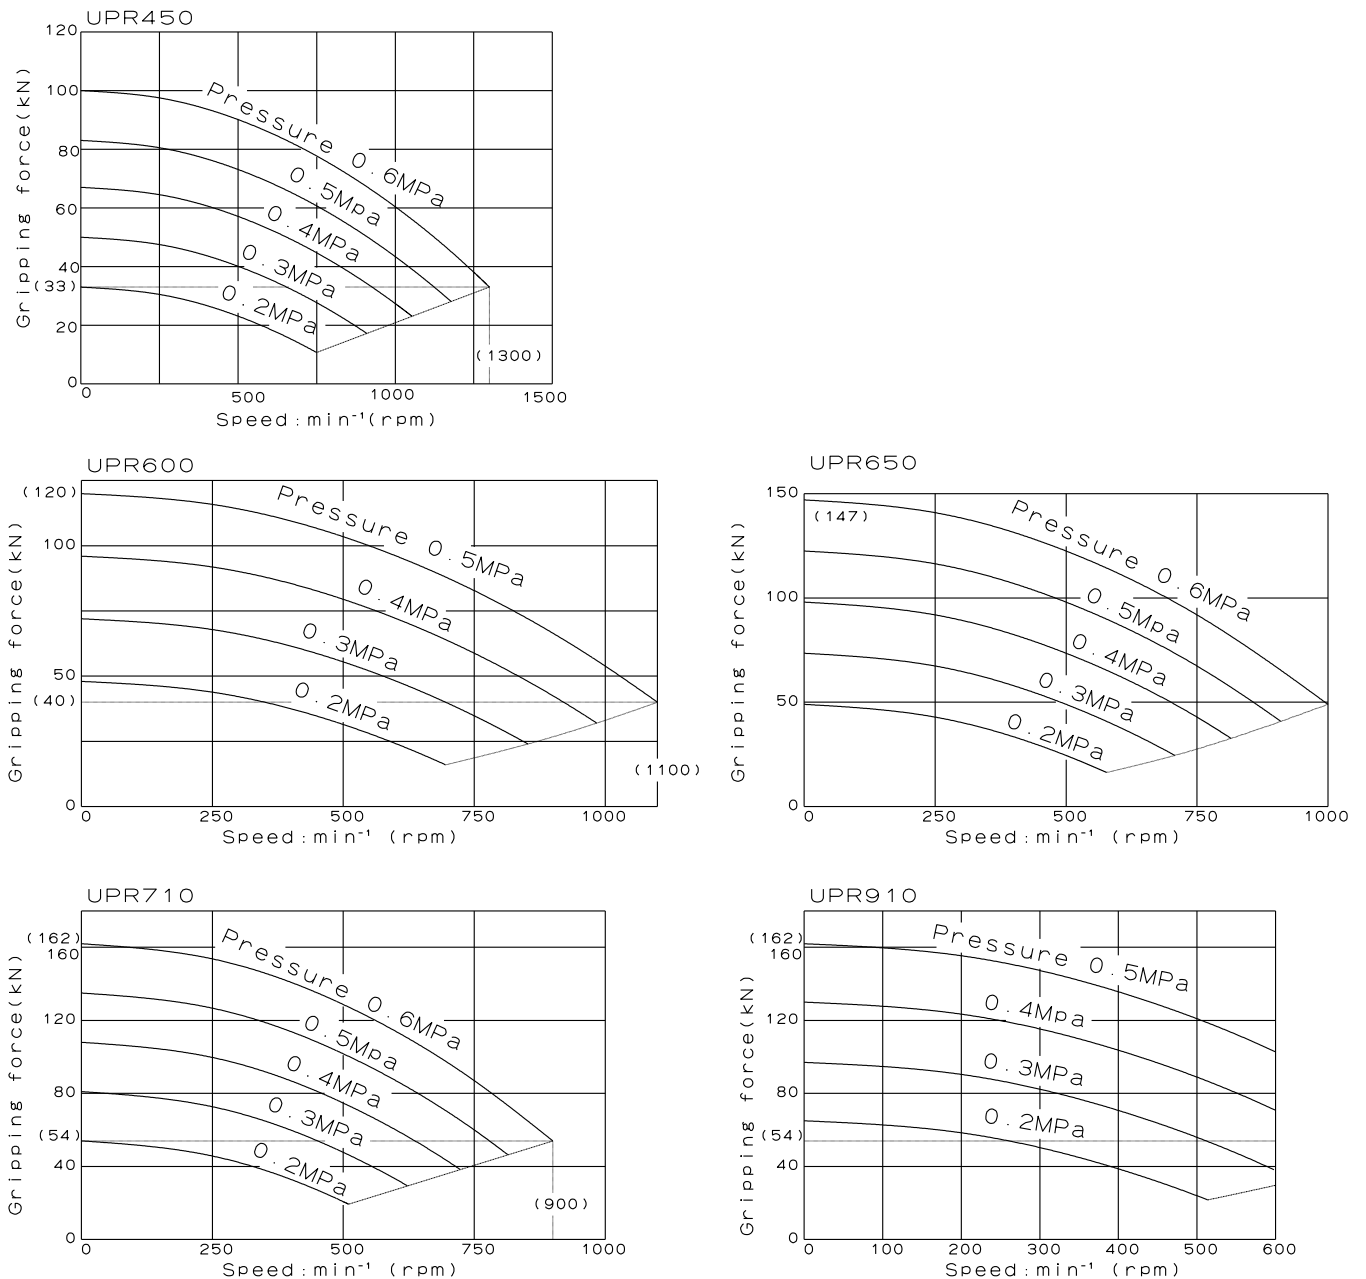 UPR450
Gripping force(kN)
120
100
80
60
40
(33)
20
0
Pressure 0.6MPa
0.5Mpa
0.4MPa
0.3MPa
0.2MPa
(1300)
0 500 1000 1500
Speed:min⁻¹(rpm)
UPR600
Gripping force(kN)
(120)
100
50
(40)
0
Pressure 0.5MPa
0.4MPa
0.3MPa
0.2MPa
(1100)
0 250 500 750 1000
Speed:min⁻¹ (rpm)
UPR650
Gripping force(kN)
150
(147)
100
50
0
Pressure 0.6MPa
0.5Mpa
0.4MPa
0.3MPa
0.2MPa
0 250 500 750 1000
Speed:min⁻¹ (rpm)
UPR710
Gripping force(kN)
(162)
160
120
80
(54)
40
0
Pressure 0.6MPa
0.5Mpa
0.4MPa
0.3MPa
0.2MPa
(900)
0 250 500 750 1000
Speed:min⁻¹ (rpm)
UPR910
Gripping force(kN)
(162)
160
120
80
(54)
40
0
Pressure 0.5MPa
0.4Mpa
0.3MPa
0.2MPa
0 100 200 300 400 500 600
Speed:min⁻¹ (rpm)